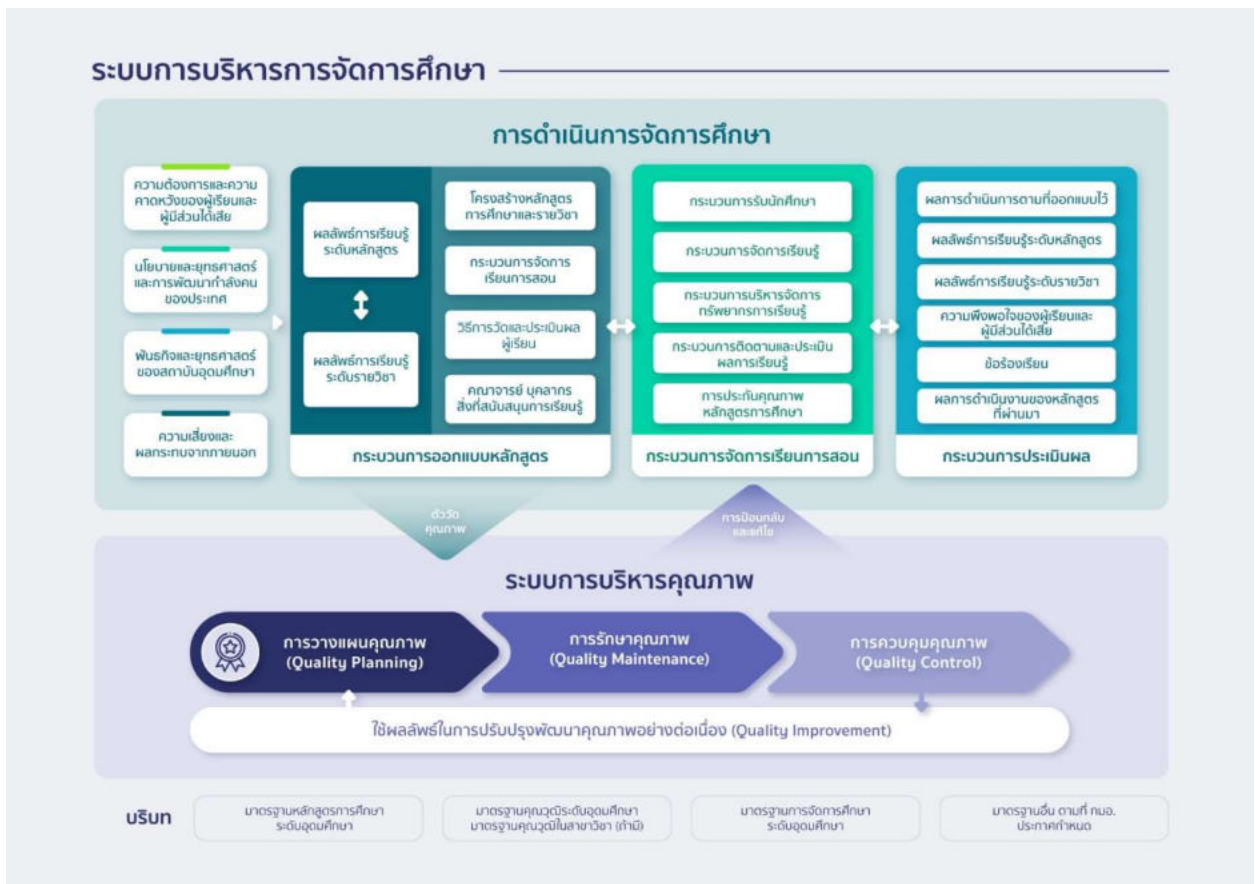 ระบบการบริหารการจัดการศึกษา
การดำเนินการจัดการศึกษา
ความต้องการและความ
คาดหวังของผู้เรียนและ
ผู้มีส่วนได้เสีย
นโยบายและยุทธศาสตร์
และการพัฒนากำลังคน
ของประเทศ
พันธกิจและยุทธศาสตร์
ของสถาบันอุดมศึกษา
ความเสี่ยงและ
ผลกระทบจากภายนอก
ผลลัพธ์การเรียนรู้
ระดับหลักสูตร
ผลลัพธ์การเรียนรู้
ระดับรายวิชา
โครงสร้างหลักสูตร
การศึกษาและรายวิชา
กระบวนการจัดการ
เรียนการสอน
วิธีการวัดและประเมินผล
ผู้เรียน
คณาจารย์ บุคลากร
สิ่งที่สนับสนุนการเรียนรู้
กระบวนการออกแบบหลักสูตร
กระบวนการรับนักศึกษา
กระบวนการจัดการเรียนรู้
กระบวนการบริหารจัดการ
ทรัพยากรการเรียนรู้
กระบวนการติดตามและประเมิน
ผลการเรียนรู้
การประกันคุณภาพ
หลักสูตรการศึกษา
กระบวนการจัดการเรียนการสอน
ผลการดำเนินการตามที่ออกแบบไว้
ผลลัพธ์การเรียนรู้ระดับหลักสูตร
ผลลัพธ์การเรียนรู้ระดับรายวิชา
ความพึงพอใจของผู้เรียนและ
ผู้มีส่วนได้เสีย
ข้อร้องเรียน
ผลการดำเนินงานของหลักสูตร
ที่ผ่านมา
กระบวนการประเมินผล
ตัววัด
คุณภาพ
การป้อนกลับ
และแก้ไข
ระบบการบริหารคุณภาพ
การวางแผนคุณภาพ
(Quality Planning)
การรักษาคุณภาพ
(Quality Maintenance)
การควบคุมคุณภาพ
(Quality Control)
ใช้ผลลัพธ์ในการปรับปรุงพัฒนาคุณภาพอย่างต่อเนื่อง (Quality Improvement)
บริบท
มาตรฐานหลักสูตรการศึกษา
ระดับอุดมศึกษา
มาตรฐานคุณวุฒิระดับอุดมศึกษา
มาตรฐานคุณวุฒิในสาขาวิชา (ถ้ามี)
มาตรฐานการจัดการศึกษา
ระดับอุดมศึกษา
มาตรฐานอื่น ตามที่ กมอ.
ประกาศกำหนด